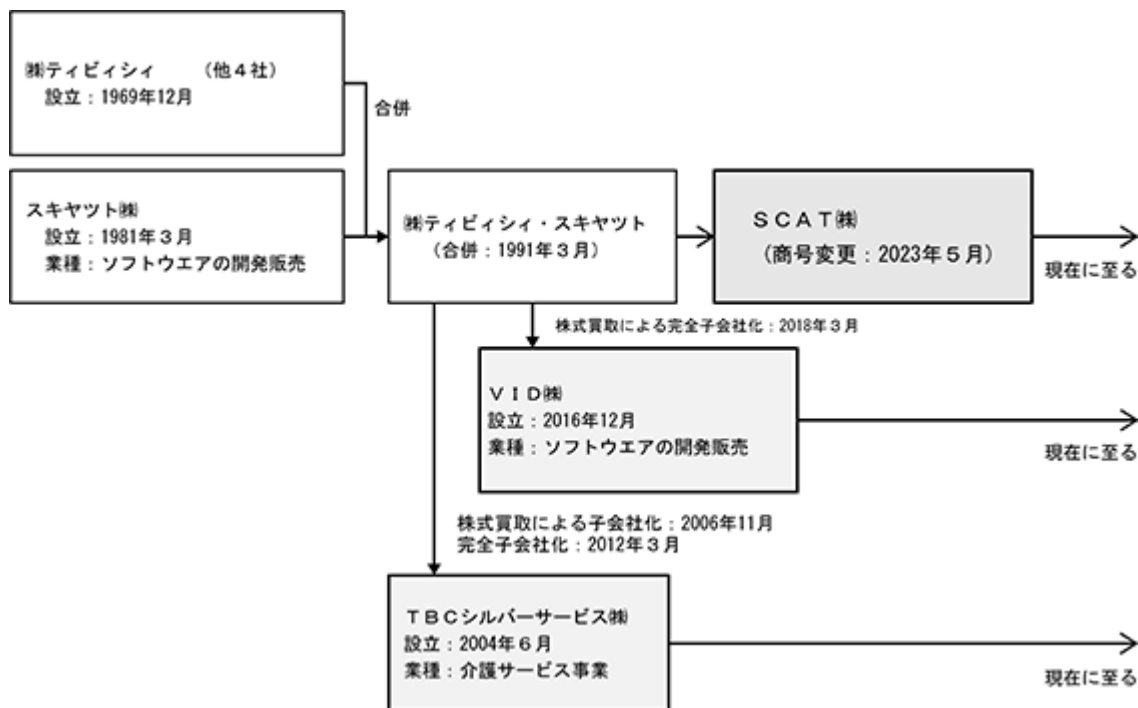 ㈱ティビィシィ　　（他４社）
設立：1969年12月
合併
スキヤツト㈱
設立：1981年３月
業種：ソフトウエアの開発販売
㈱ティビィシィ・スキヤツト
（合併：1991年３月）
ＳＣＡＴ㈱
（商号変更：2023年５月）
現在に至る
株式買取による完全子会社化：2018年３月
ＶＩＤ㈱
設立：2016年12月
業種：ソフトウエアの開発販売
現在に至る
株式買取による子会社化：2006年11月
完全子会社化：2012年３月
ＴＢＣシルバーサービス㈱
設立：2004年６月
業種：介護サービス事業
現在に至る